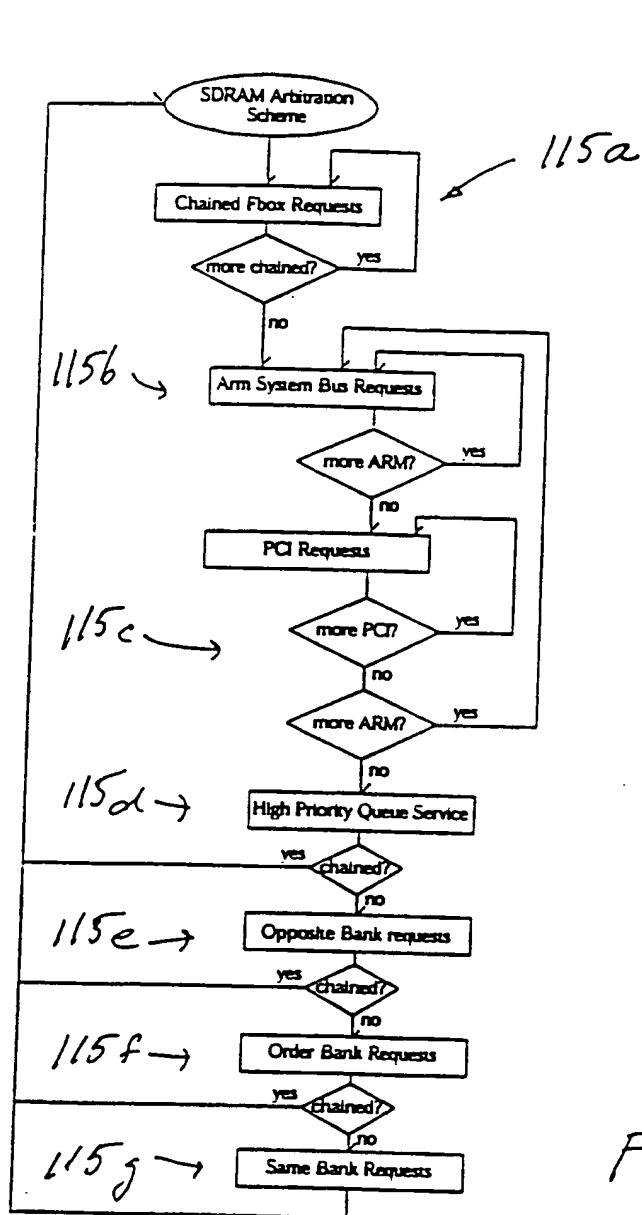 SDRAM Arbitration
Scheme
115a
Chained Fbox Requests
more chained?
yes
no
115b
Arm System Bus Requests
more ARM?
yes
no
PCI Requests
115c
more PCI?
yes
no
more ARM?
yes
no
115d
High Priority Queue Service
yes
chained?
no
115e
Opposite Bank requests
yes
chained?
no
115f
Order Bank Requests
yes
chained?
no
115g
Same Bank Requests
F